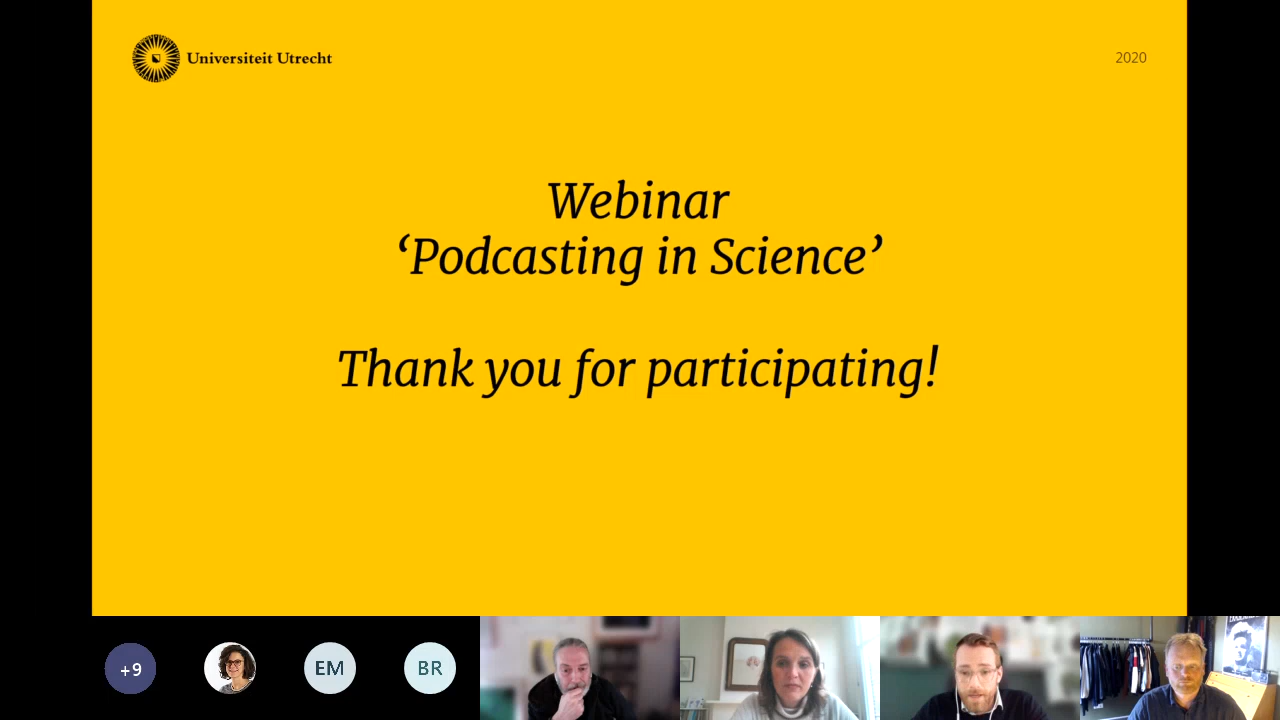 Universiteit Utrecht
2020
Webinar
‘Podcasting in Science’
Thank you for participating!
+9
EM
BR